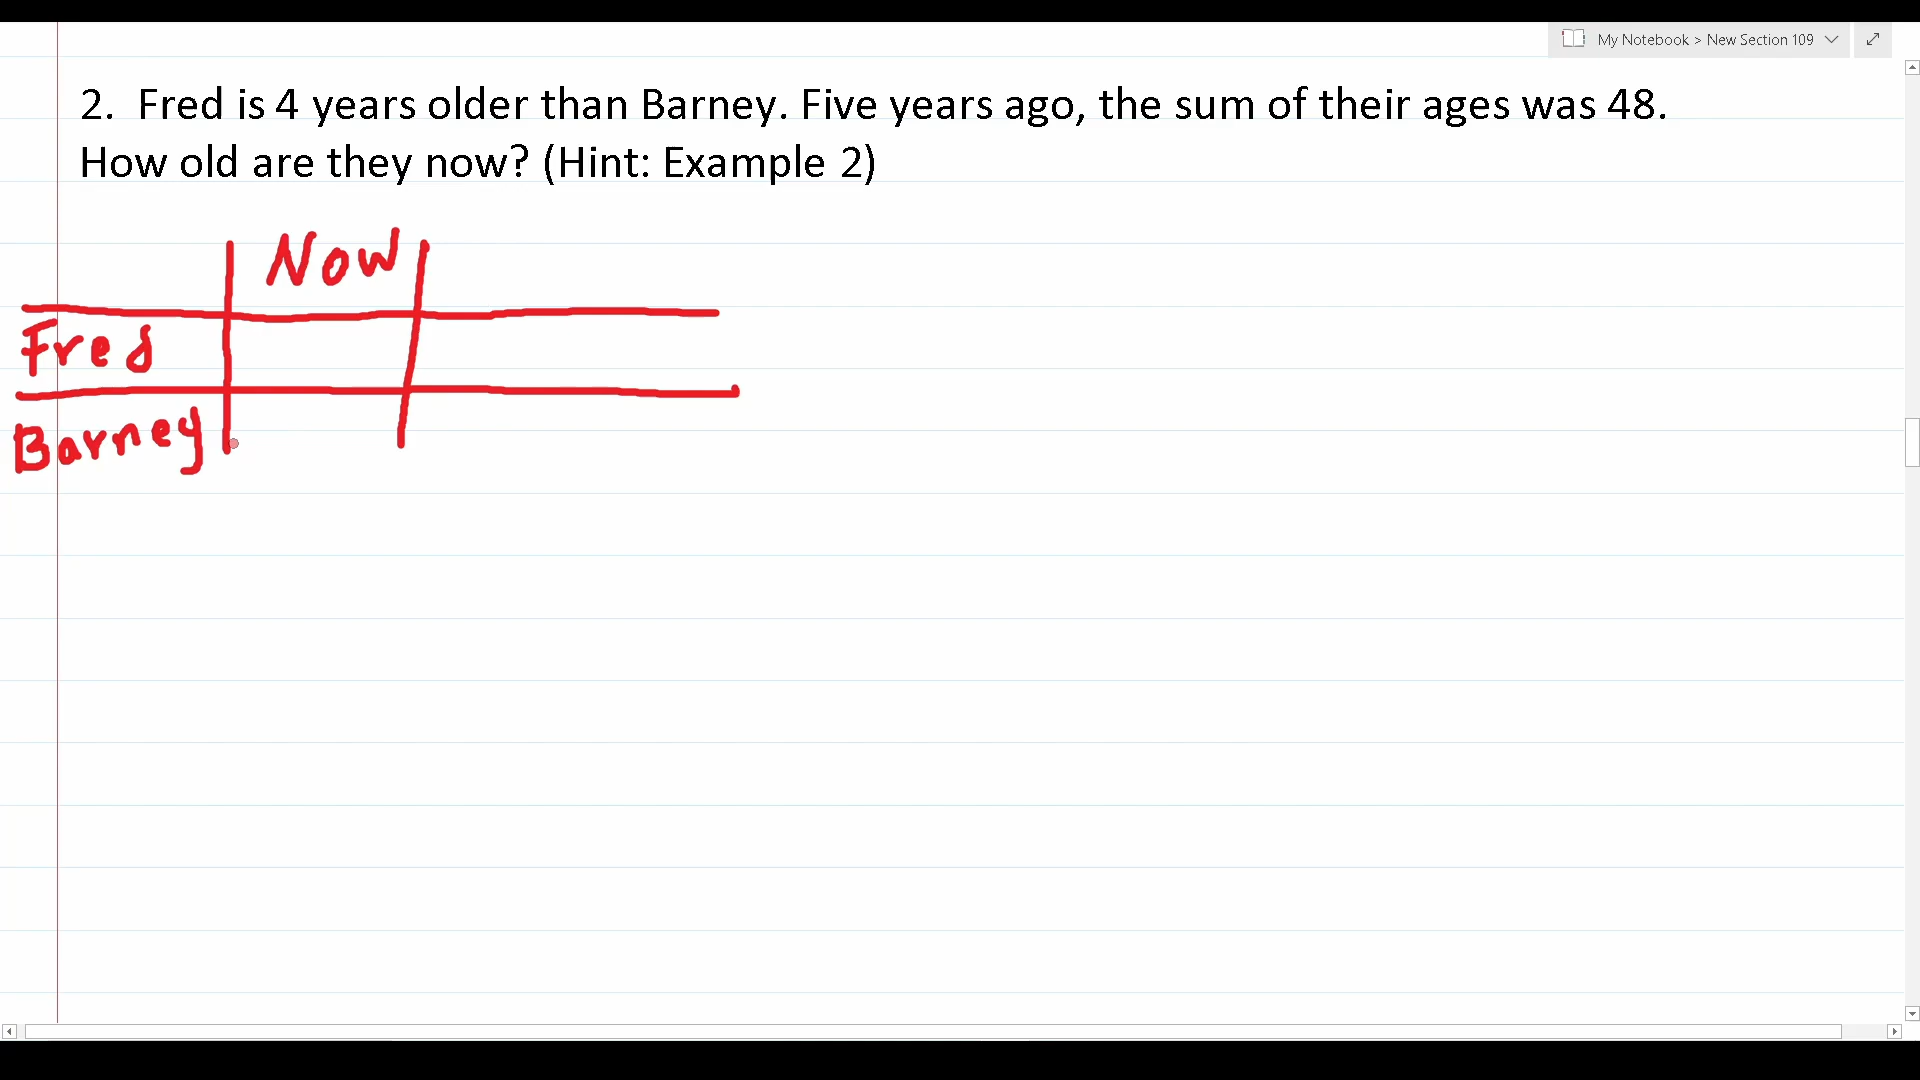 My Notebook > New Section 109
2. Fred is 4 years older than Barney. Five years ago, the sum of their ages was 48.
How old are they now? (Hint: Example 2)
Now
Fred
Barney